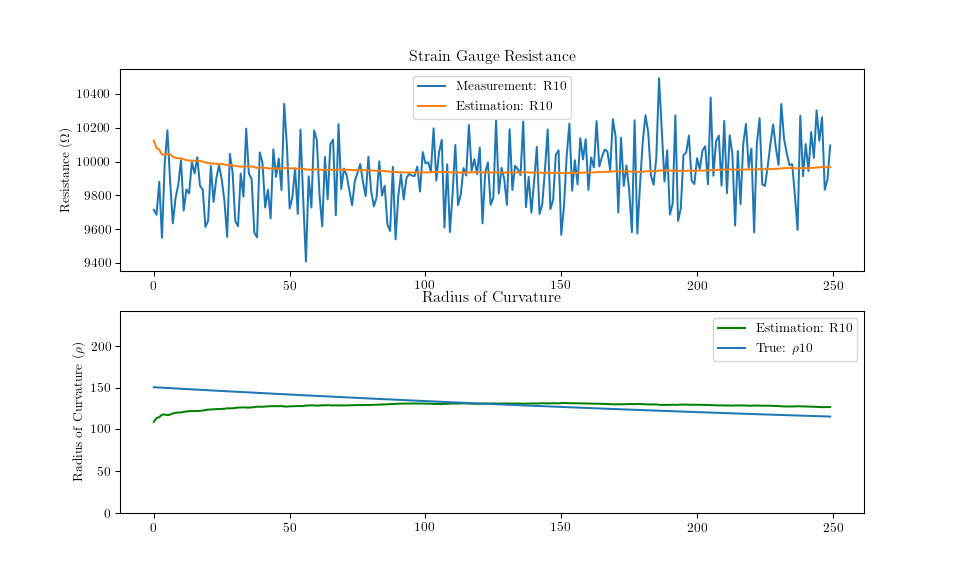 Strain Gauge Resistance
Measurement: R10
Estimation: R10
Resistance (Ω)
10400
10200
10000
9800
9600
9400
0 50 100 150 200 250
Radius of Curvature
Estimation: R10
True: ρ10
Radius of Curvature (ρ)
200
150
100
50
0
0 50 100 150 200 250